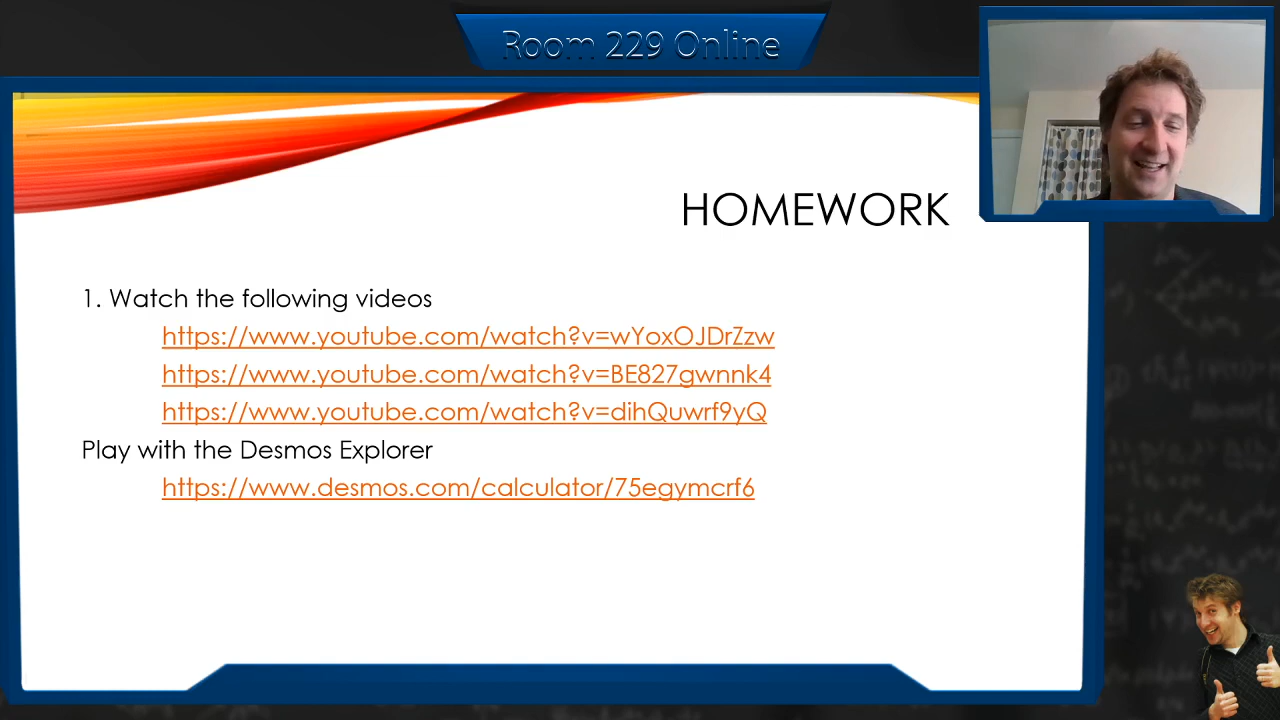 Room 229 Online
HOMEWORK
1. Watch the following videos
https://www.youtube.com/watch?v=wYoxOJDrZzw
https://www.youtube.com/watch?v=BE827gwnnk4
https://www.youtube.com/watch?v=dihQuwrf9yQ
Play with the Desmos Explorer
https://www.desmos.com/calculator/75egymcrf6